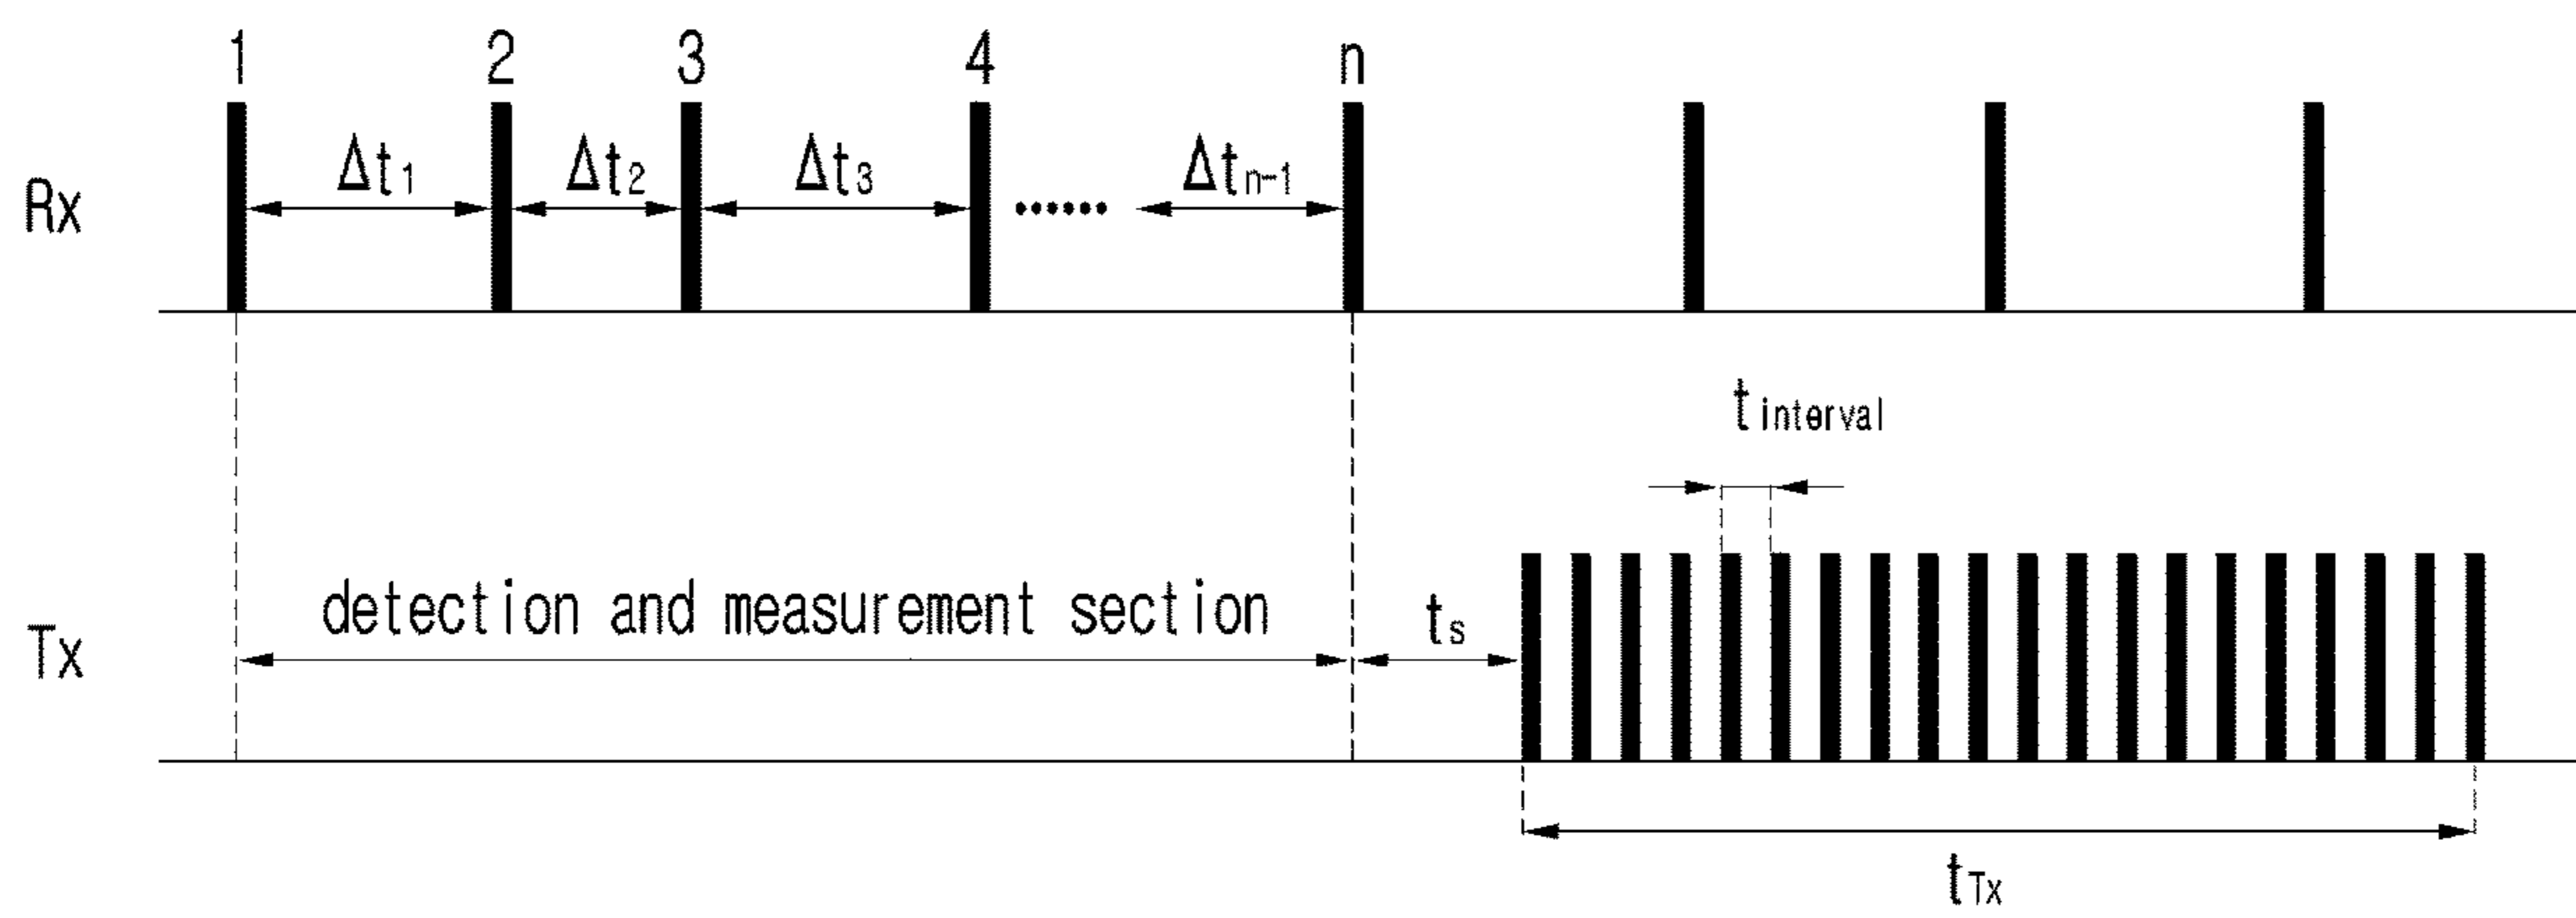 1 2 3 4 n
Δt1 Δt2 Δt3 ...... Δtn-1
Rx
tinterval
detection and measurement section ts
Tx
tTx